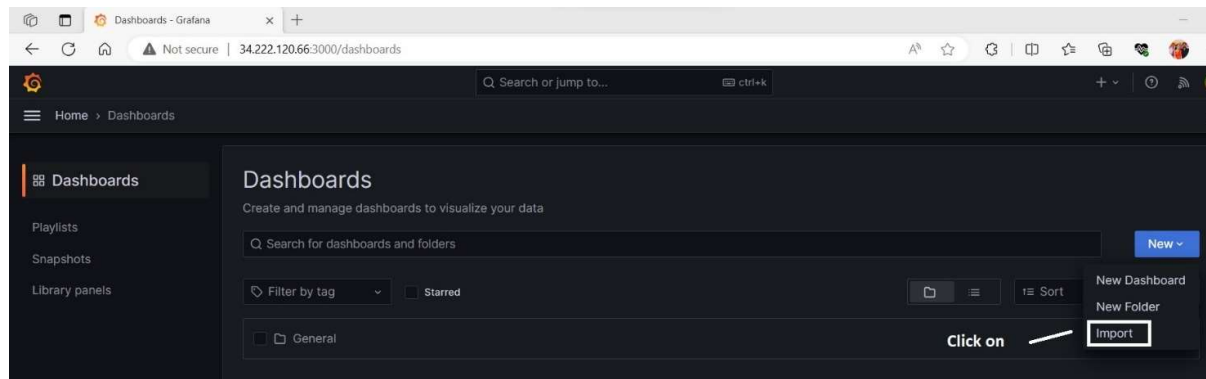 Dashboards - Grafana
Not secure | 34.222.120.66:3000/dashboards
Search or jump to... ctrl+k
Home > Dashboards
Dashboards
Playlists
Snapshots
Library panels
Dashboards
Create and manage dashboards to visualize your data
Search for dashboards and folders
New
Filter by tag
Starred
Sort
New Dashboard
New Folder
Import
General
Click on